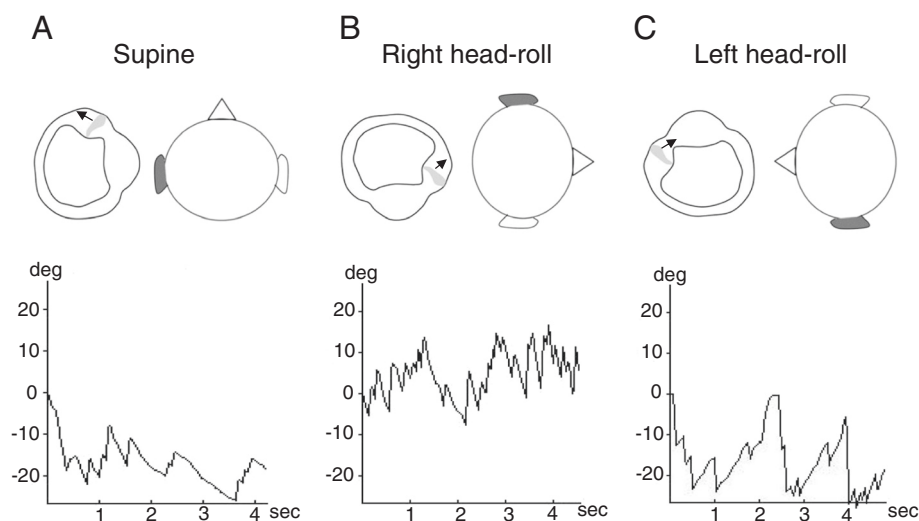 A
Supine
B
Right head-roll
C
Left head-roll
deg
20
10
0
-10
-20
1 2 3 4 sec
deg
20
10
0
-10
-20
1 2 3 4 sec
deg
20
10
0
-10
-20
1 2 3 4 sec